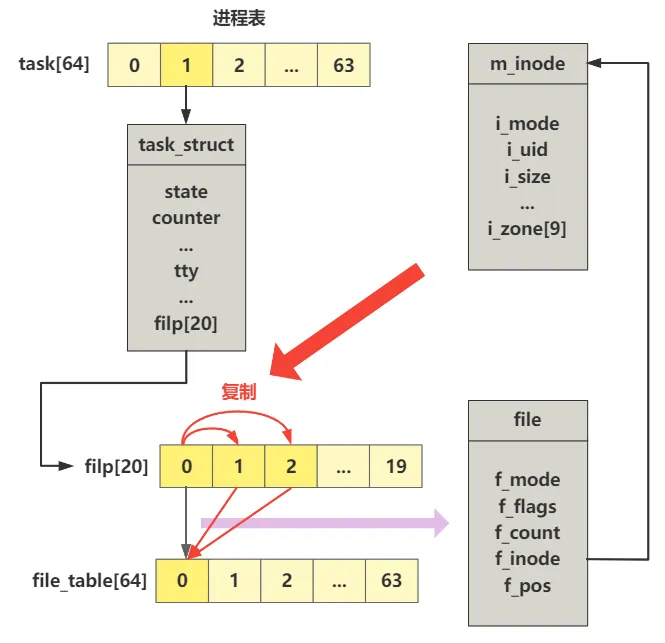 进程表
task[64]
0 1 2 ... 63
task_struct
state
counter
...
tty
...
filp[20]
m_inode
i_mode
i_uid
i_size
...
i_zone[9]
复制
filp[20]
0 1 2 ... 19
file_table[64]
0 1 2 ... 63
file
f_mode
f_flags
f_count
f_inode
f_pos